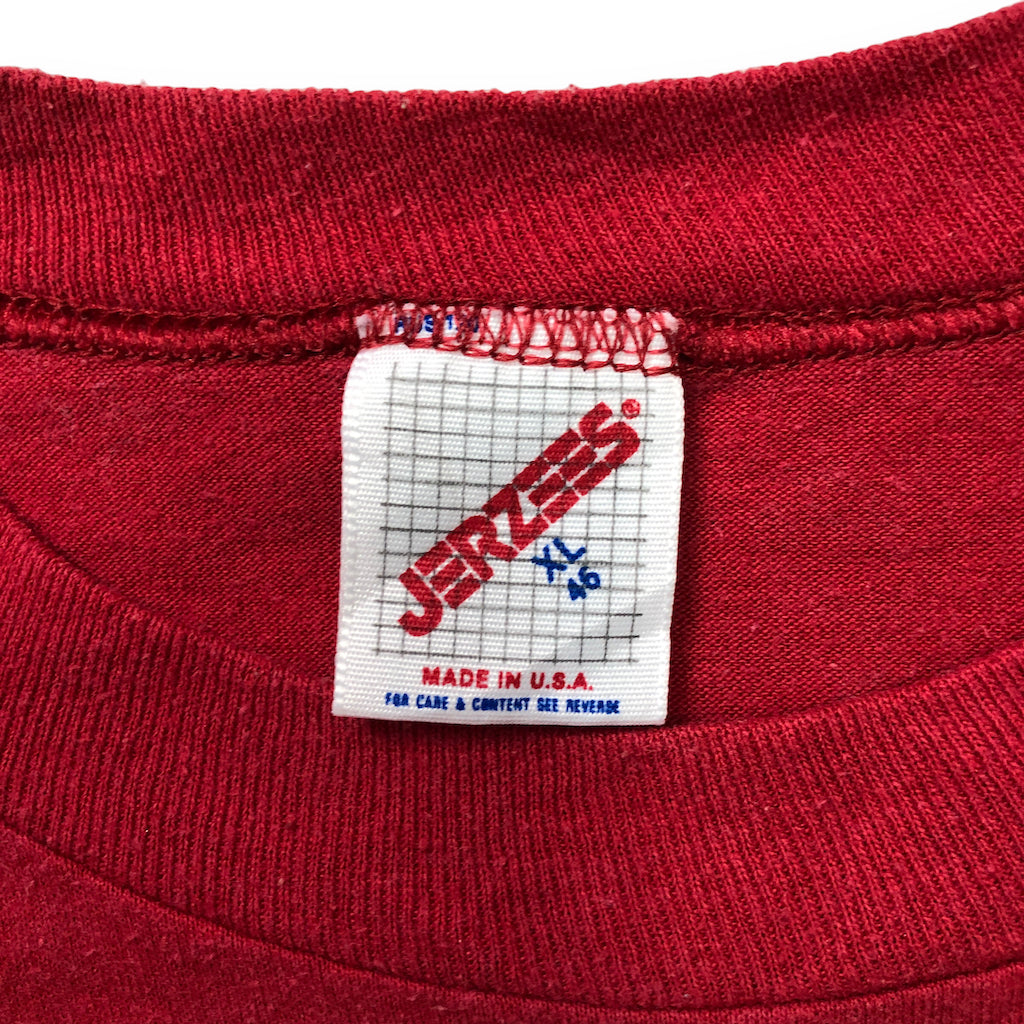 JERZEES®
XL
46
MADE IN U.S.A.
FOR CARE & CONTENT SEE REVERSE